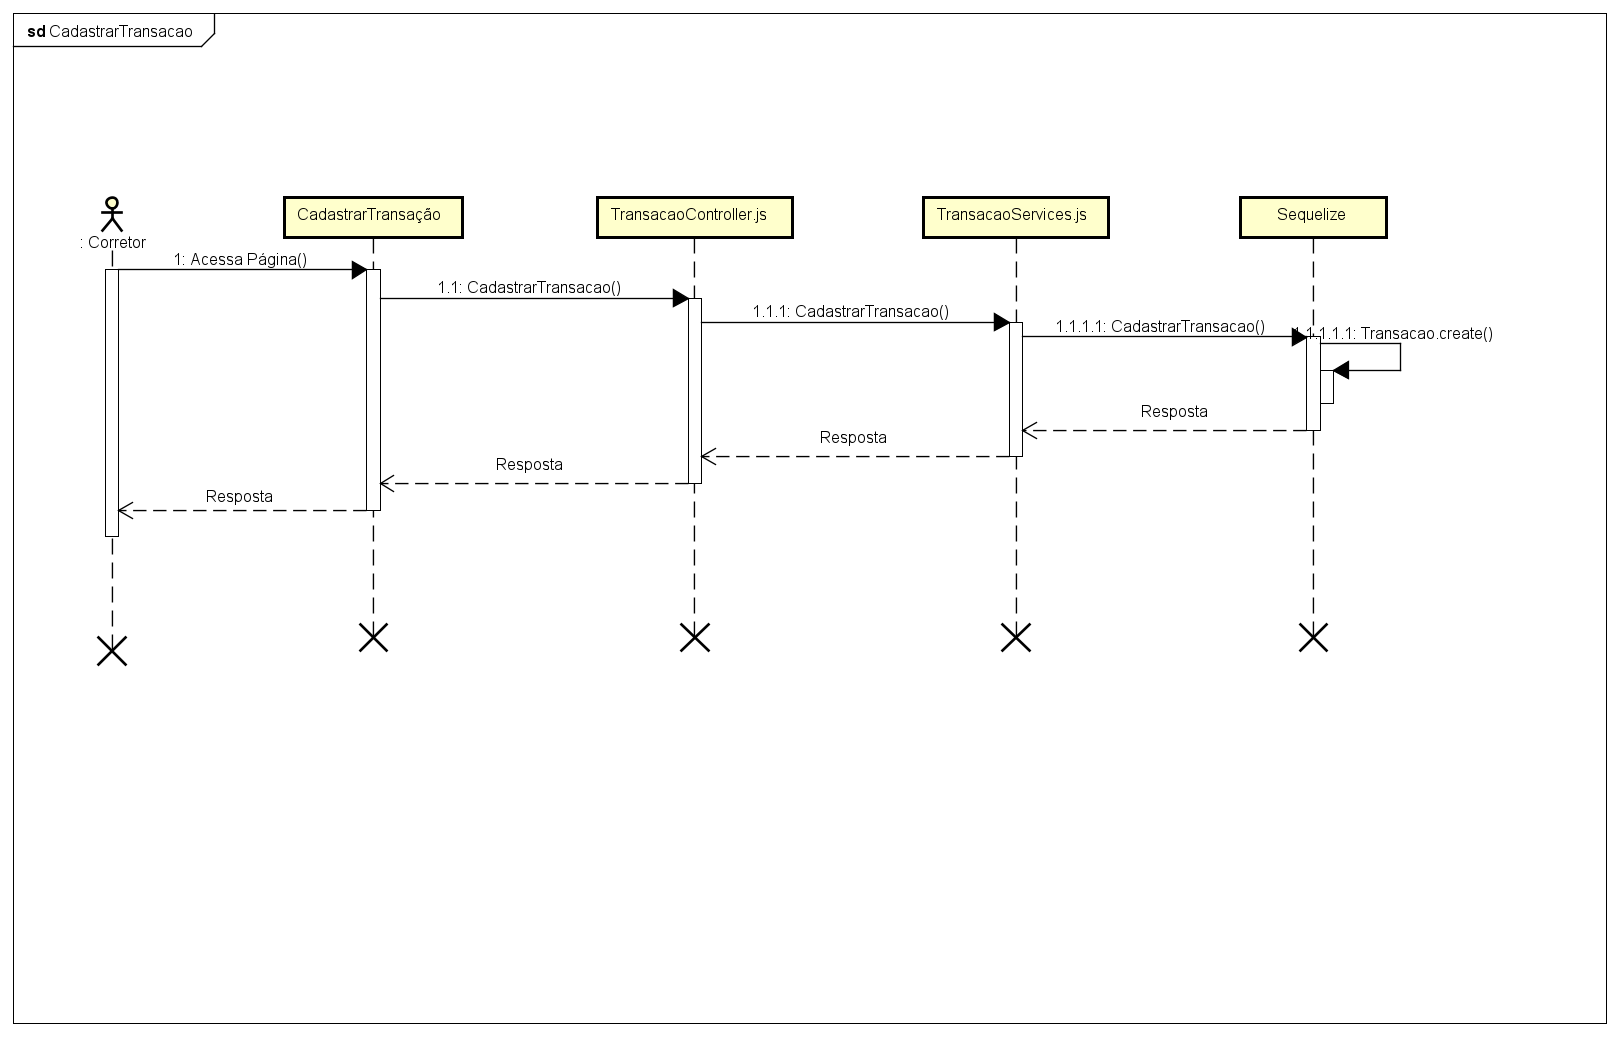 sd CadastrarTransacao
CadastrarTransação
TransacaoController.js
TransacaoServices.js
Sequelize
: Corretor
1: Acessa Página()
1.1: CadastrarTransacao()
1.1.1: CadastrarTransacao()
1.1.1.1: CadastrarTransacao()
1.1.1.1.1: Transacao.create()
Resposta
Resposta
Resposta
Resposta